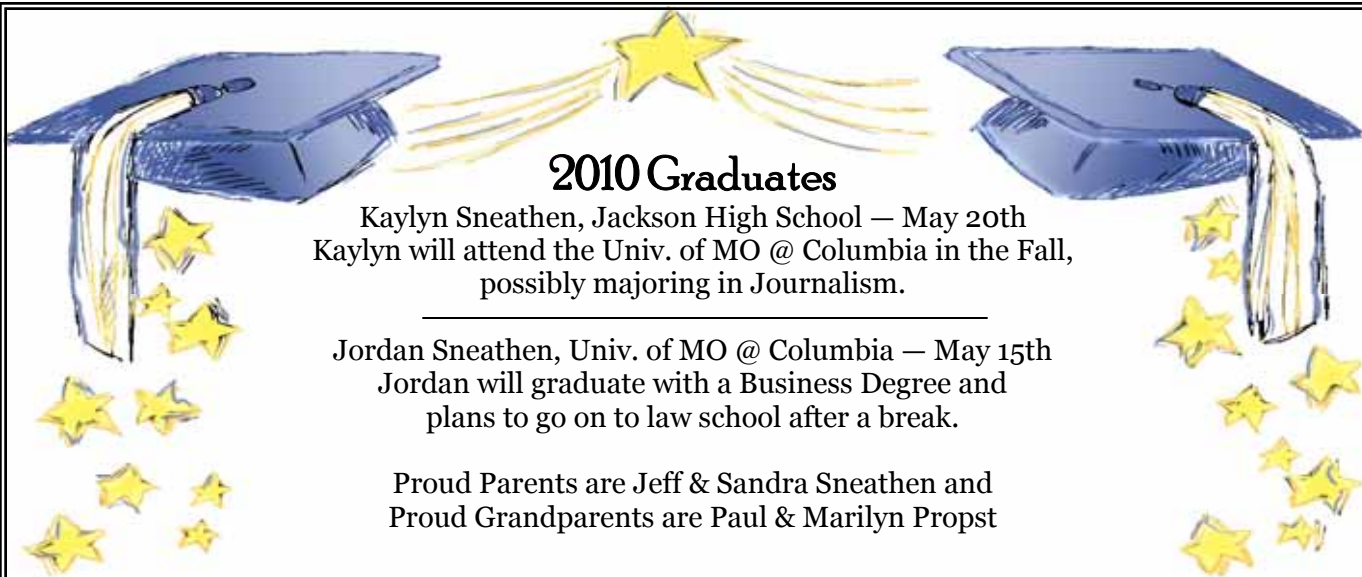 2010 Graduates
Kaylyn Sneathen, Jackson High School — May 20th
Kaylyn will attend the Univ. of MO @ Columbia in the Fall,
possibly majoring in Journalism.
Jordan Sneathen, Univ. of MO @ Columbia — May 15th
Jordan will graduate with a Business Degree and
plans to go on to law school after a break.
Proud Parents are Jeff & Sandra Sneathen and
Proud Grandparents are Paul & Marilyn Propst